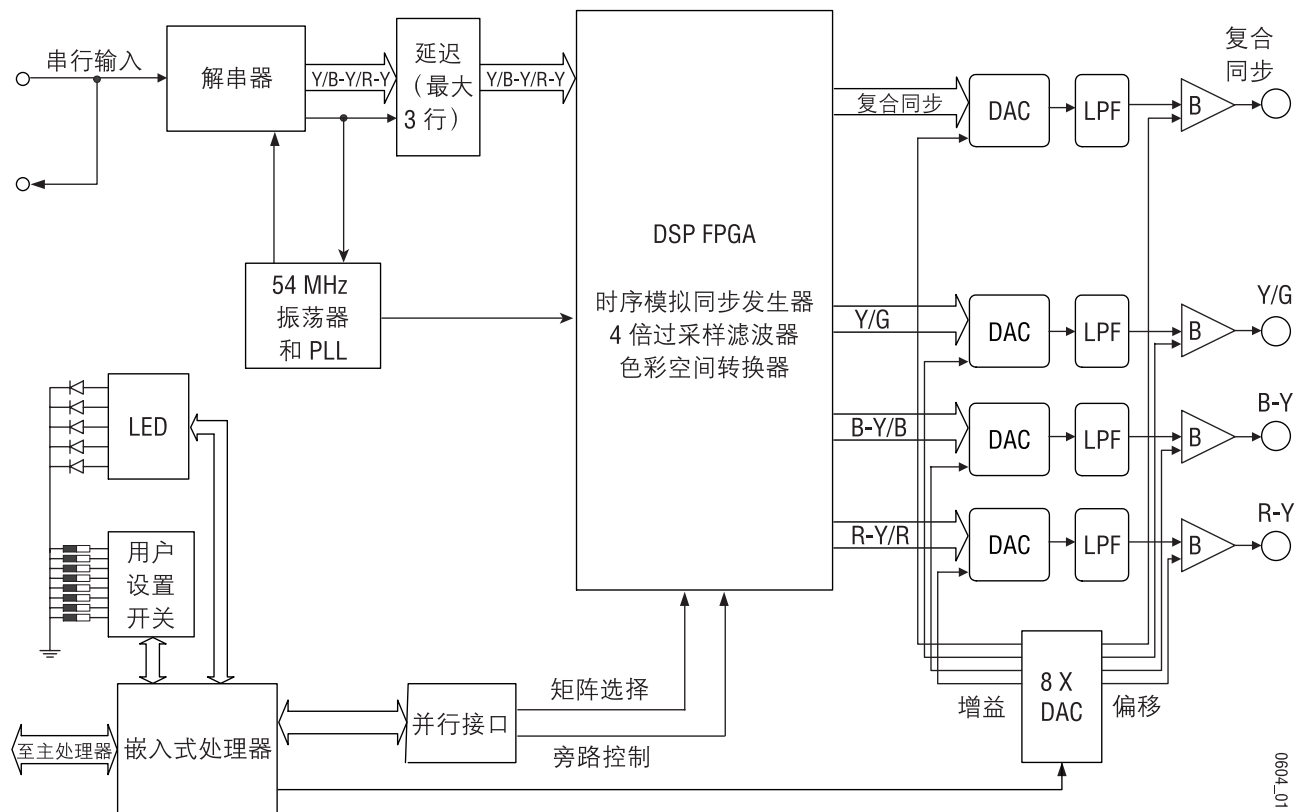 串行输入
解串器
Y/B-Y/R-Y
延迟
（最大
3 行）
Y/B-Y/R-Y
复合同步
DAC
LPF
B
复合
同步
54 MHz
振荡器
和 PLL
DSP FPGA
时序模拟同步发生器
4 倍过采样滤波器
色彩空间转换器
Y/G
DAC
LPF
B
Y/G
B-Y/B
DAC
LPF
B
B-Y
R-Y/R
DAC
LPF
B
R-Y
LED
用户
设置
开关
至主处理器
嵌入式处理器
并行接口
矩阵选择
旁路控制
增益
8 X
DAC
偏移
0604_01